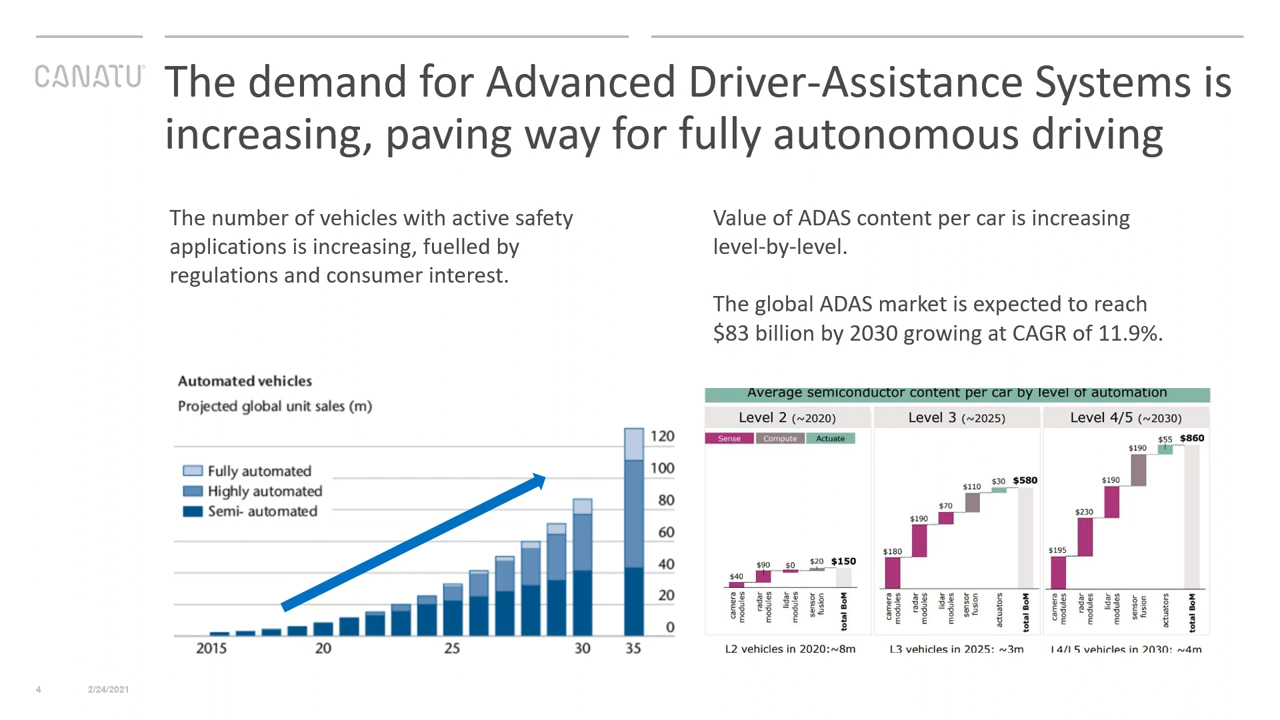 CANATU
The demand for Advanced Driver-Assistance Systems is
increasing, paving way for fully autonomous driving
The number of vehicles with active safety
applications is increasing, fuelled by
regulations and consumer interest.
Value of ADAS content per car is increasing
level-by-level.
The global ADAS market is expected to reach
$83 billion by 2030 growing at CAGR of 11.9%.
Automated vehicles
Projected global unit sales (m)
Fully automated
Highly automated
Semi- automated
120
100
80
60
40
20
0
2015 20 25 30 35
Average semiconductor content per car by level of automation
Level 2 (~2020)
Sense Compute Actuate
$40 $90 $0 $20 $150
camera modules
radar modules
lidar modules
sensor fusion
total BoM
L2 vehicles in 2020:~8m
Level 3 (~2025)
$180 $190 $70 $110 $30 $580
camera modules
radar modules
lidar modules
sensor fusion
actuators
total BoM
L3 vehicles in 2025: ~3m
Level 4/5 (~2030)
$195 $230 $190 $190 $55 $860
camera modules
radar modules
lidar modules
sensor fusion
actuators
total BoM
L4/L5 vehicles in 2030: ~4m
4 2/24/2021